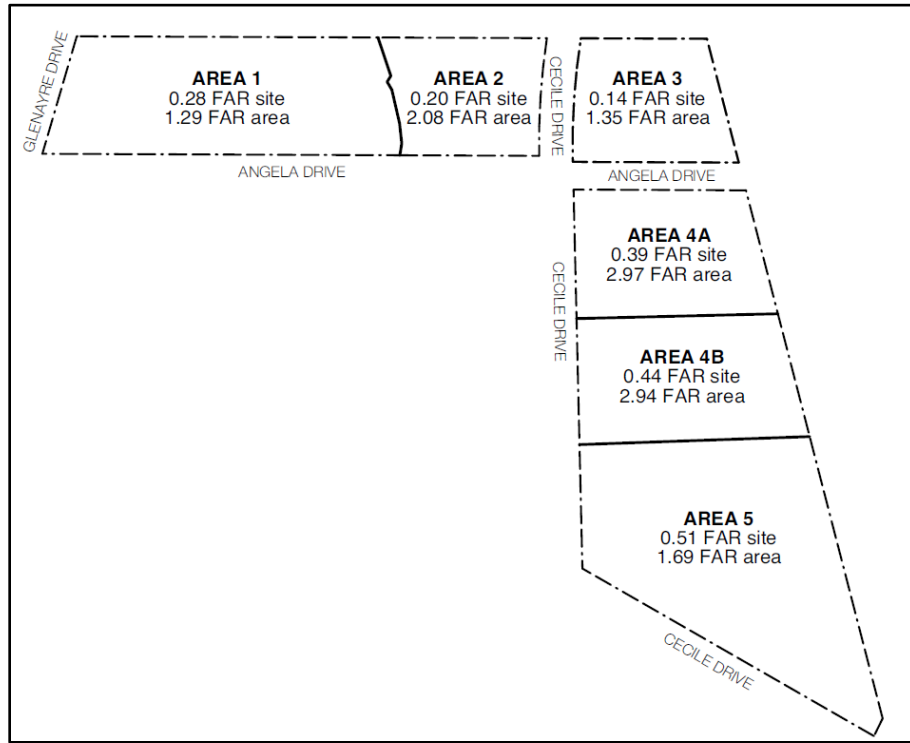 GLENAYRE DRIVE
AREA 1
0.28 FAR site
1.29 FAR area
AREA 2
0.20 FAR site
2.08 FAR area
CECILE DRIVE
AREA 3
0.14 FAR site
1.35 FAR area
ANGELA DRIVE
ANGELA DRIVE
AREA 4A
0.39 FAR site
2.97 FAR area
CECILE DRIVE
AREA 4B
0.44 FAR site
2.94 FAR area
AREA 5
0.51 FAR site
1.69 FAR area
CECILE DRIVE